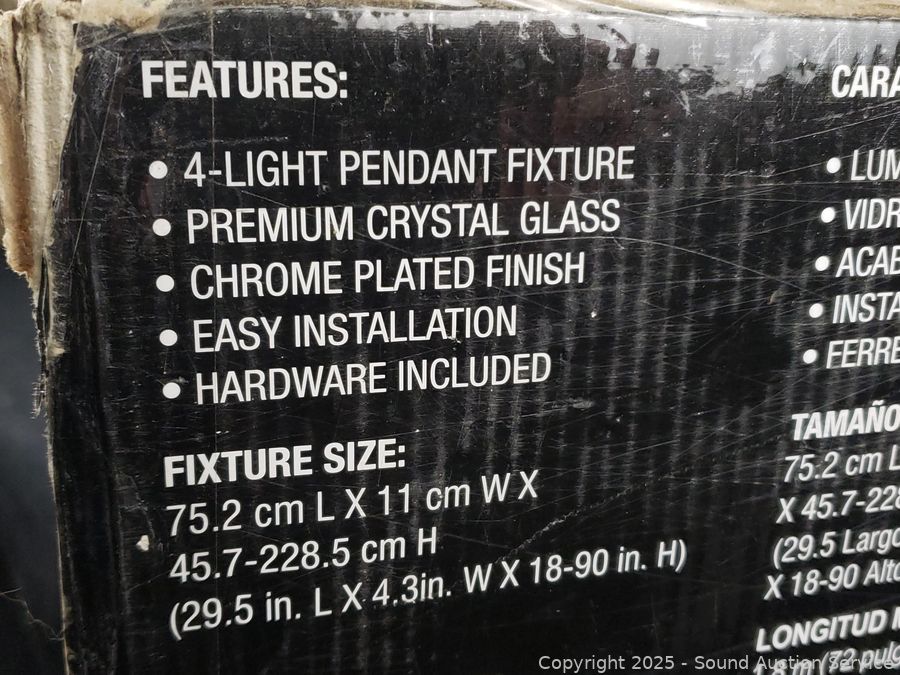 FEATURES:
• 4-LIGHT PENDANT FIXTURE
• PREMIUM CRYSTAL GLASS
• CHROME PLATED FINISH
• EASY INSTALLATION
• HARDWARE INCLUDED
FIXTURE SIZE:
75.2 cm L X 11 cm W X
45.7-228.5 cm H
(29.5 in. L X 4.3in. W X 18-90 in. H)
CARA
• LUM
• VIDR
• ACAB
• INSTA
• FERRE
TAMAÑO
75.2 cm L
X 45.7-228
(29.5 Largo
X 18-90 Alto
LONGITUD
(72 pulg
Copyright 2025 - Sound Auction Service